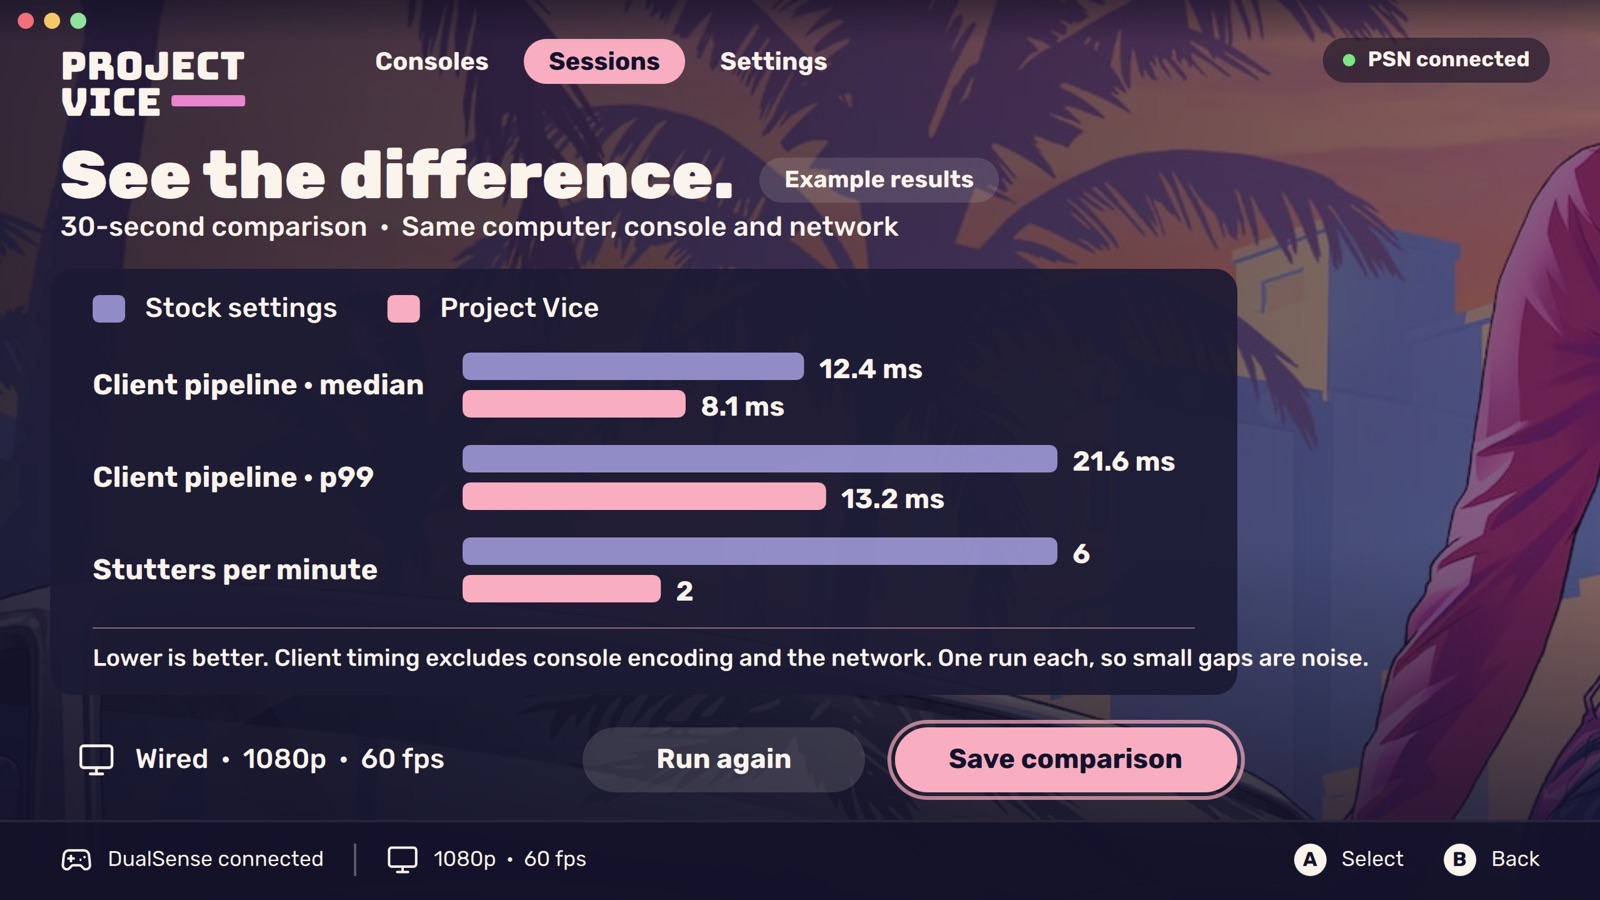 PROJECT
VICE
Consoles
Sessions
Settings
PSN connected
See the difference.
Example results
30-second comparison • Same computer, console and network
Stock settings
Project Vice
Client pipeline • median
12.4 ms
8.1 ms
Client pipeline • p99
21.6 ms
13.2 ms
Stutters per minute
6
2
Lower is better. Client timing excludes console encoding and the network. One run each, so small gaps are noise.
Wired • 1080p • 60 fps
Run again
Save comparison
DualSense connected
1080p • 60 fps
A Select
B Back